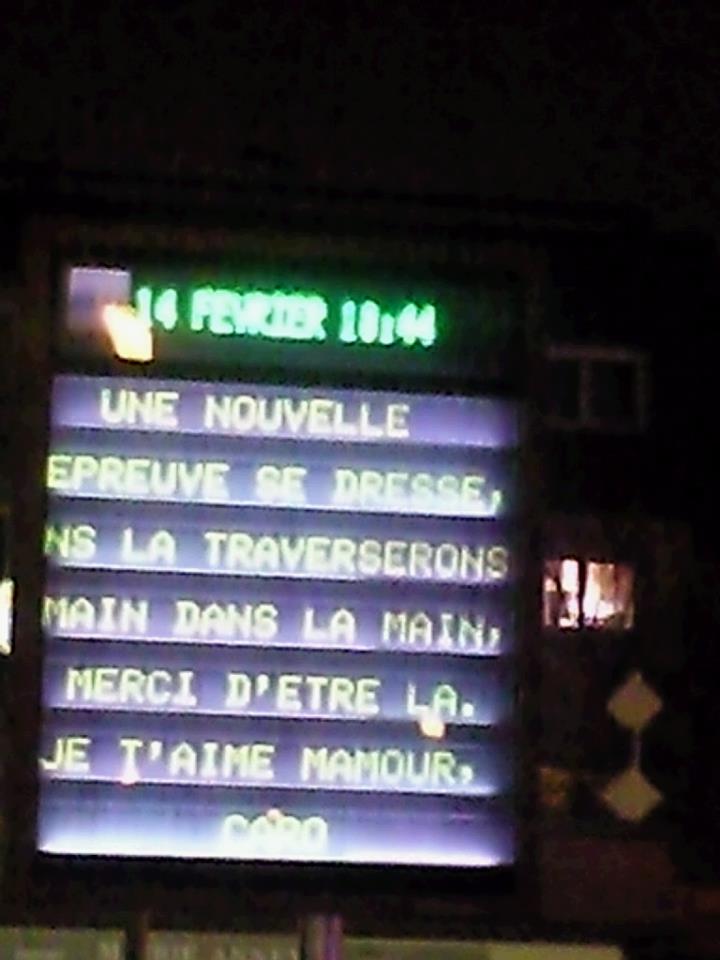 14 FEVRIER 18:44
UNE NOUVELLE
EPREUVE SE DRESSE,
NS LA TRAVERSERONS
MAIN DANS LA MAIN,
MERCI D'ETRE LA.
JE T'AIME MAMOUR,
CARO